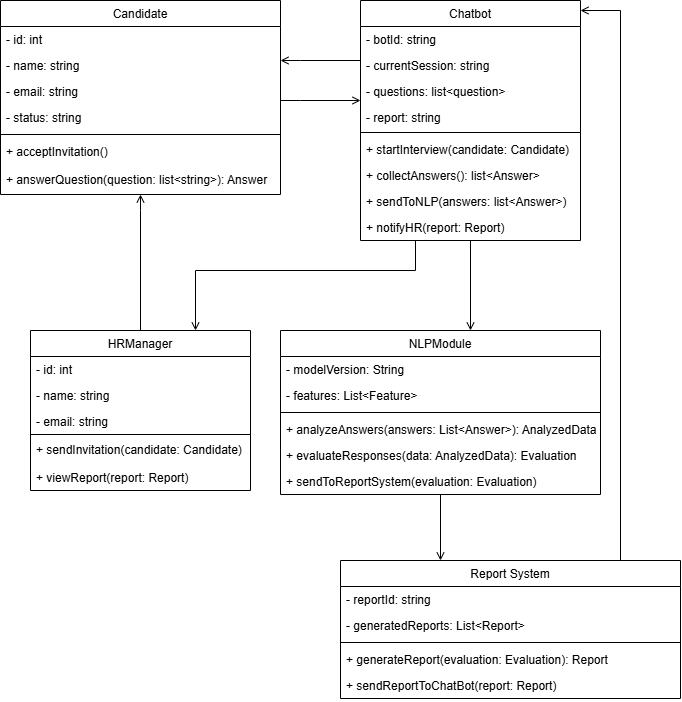 Candidate
- id: int
- name: string
- email: string
- status: string
+ acceptInvitation()
+ answerQuestion(question: list<string>): Answer
Chatbot
- botId: string
- currentSession: string
- questions: list<question>
- report: string
+ startInterview(candidate: Candidate)
+ collectAnswers(): list<Answer>
+ sendToNLP(answers: list<Answer>)
+ notifyHR(report: Report)
HRManager
- id: int
- name: string
- email: string
+ sendInvitation(candidate: Candidate)
+ viewReport(report: Report)
NLPModule
- modelVersion: String
- features: List<Feature>
+ analyzeAnswers(answers: List<Answer>): AnalyzedData
+ evaluateResponses(data: AnalyzedData): Evaluation
+ sendToReportSystem(evaluation: Evaluation)
Report System
- reportId: string
- generatedReports: List<Report>
+ generateReport(evaluation: Evaluation): Report
+ sendReportToChatBot(report: Report)